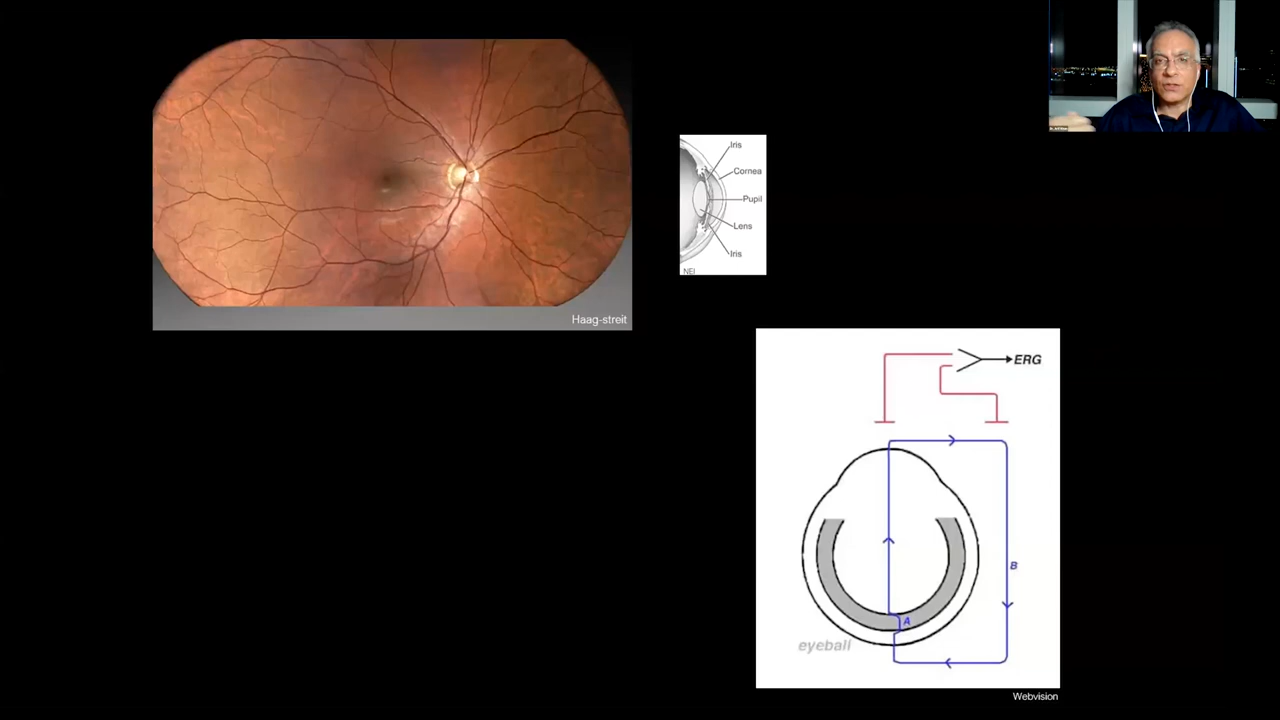 Haag-streit
Iris
Cornea
Pupil
Lens
Iris
NEI
ERG
B
A
eyeball
Webvision